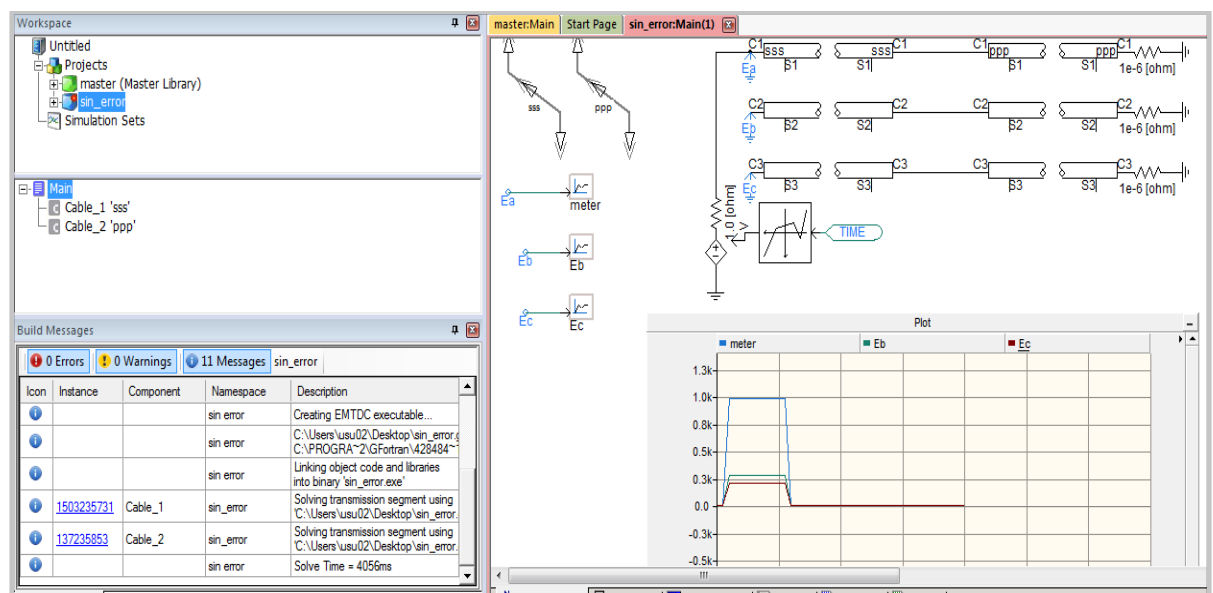 Workspace
Untitled
Projects
master (Master Library)
sin_error
Simulation Sets
Main
Cable_1 'sss'
Cable_2 'ppp'
Build Messages
0 Errors 0 Warnings 11 Messages sin_error
Icon Instance Component Namespace Description
sin error Creating EMTDC executable...
sin error C:\Users\usu02\Desktop\sin_error.g
C:\PROGRA~2\GFortran\428484~
sin error Linking object code and libraries
into binary 'sin_error.exe'
1503235731 Cable_1 sin_error Solving transmission segment using
'C:\Users\usu02\Desktop\sin_error.
137235853 Cable_2 sin_error Solving transmission segment using
'C:\Users\usu02\Desktop\sin_error.
sin error Solve Time = 4056ms
master:Main Start Page sin_error:Main(1)
sss ppp
Ea meter
Eb Eb
Ec Ec
C1 sss sss C1 C1 ppp ppp C1
Ea S1 S1 S1 S1 1e-6 [ohm]
C2 C2 C2 C2
Eb S2 S2 S2 S2 1e-6 [ohm]
C3 C3 C3 C3
Ec S3 S3 S3 S3 1e-6 [ohm]
1.0 [ohm]
V
TIME
Plot
meter Eb Ec
1.3k
1.0k
0.8k
0.5k
0.3k
0.0
-0.3k
-0.5k